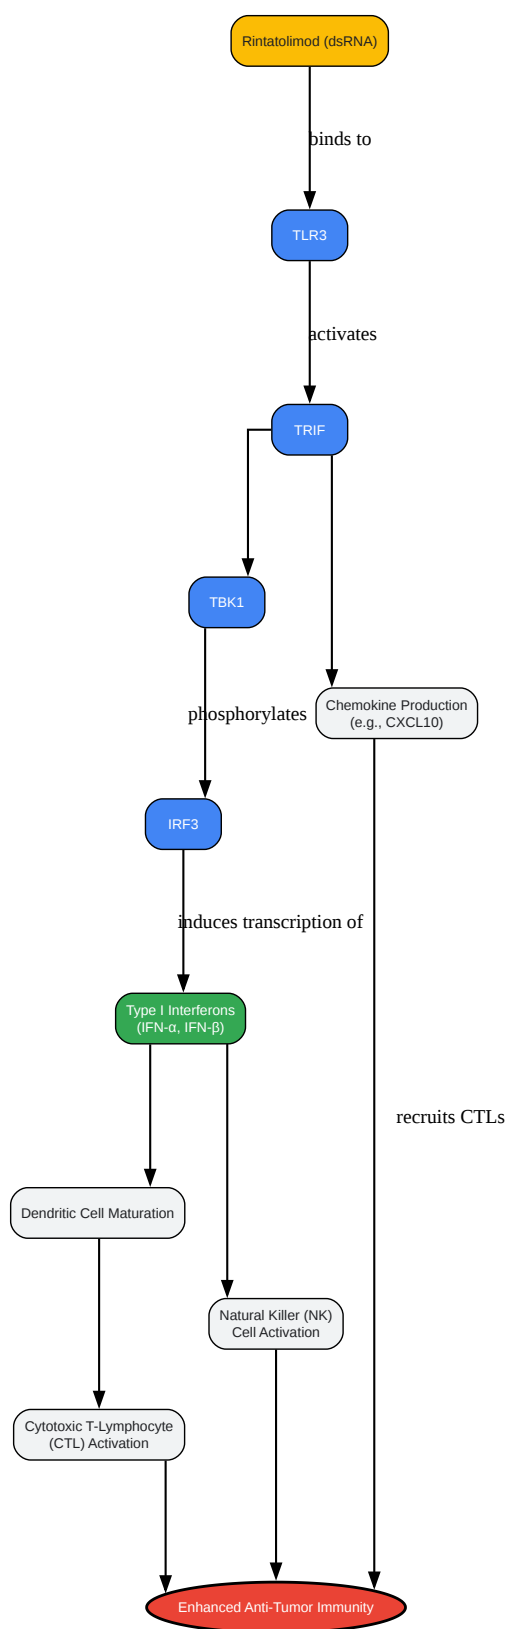 Rintatolimod (dsRNA)
binds to
TLR3
activates
TRIF
TBK1
Chemokine Production
(e.g., CXCL10)
phosphorylates
IRF3
induces transcription of
Type I Interferons
(IFN-α, IFN-β)
recruits CTLs
Dendritic Cell Maturation
Natural Killer (NK)
Cell Activation
Cytotoxic T-Lymphocyte
(CTL) Activation
Enhanced Anti-Tumor Immunity